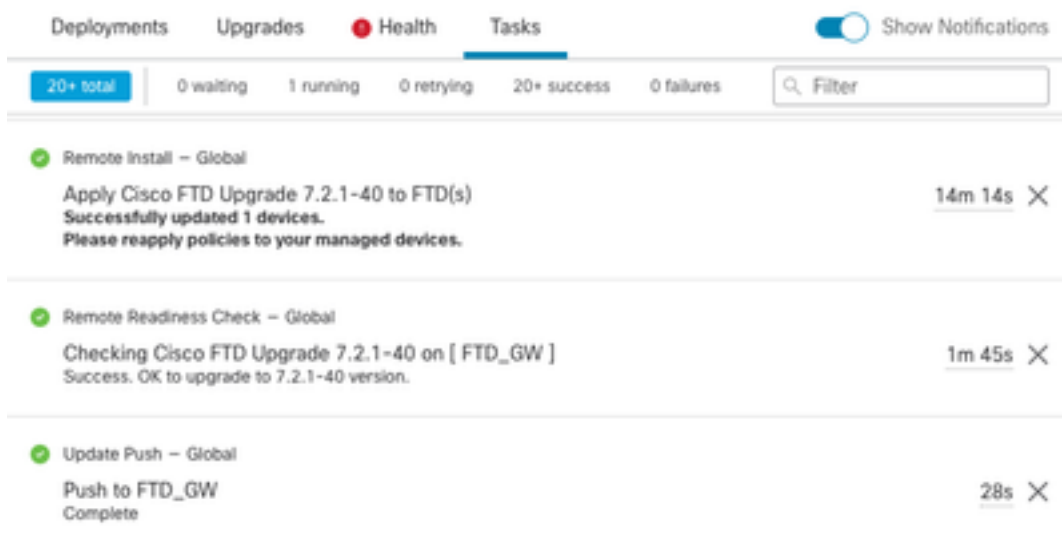 Deployments Upgrades Health Tasks Show Notifications
20+ total 0 waiting 1 running 0 retrying 20+ success 0 failures Filter
Remote Install – Global
Apply Cisco FTD Upgrade 7.2.1-40 to FTD(s) 14m 14s
Successfully updated 1 devices.
Please reapply policies to your managed devices.
Remote Readiness Check – Global
Checking Cisco FTD Upgrade 7.2.1-40 on [ FTD_GW ] 1m 45s
Success. OK to upgrade to 7.2.1-40 version.
Update Push – Global
Push to FTD_GW 28s
Complete